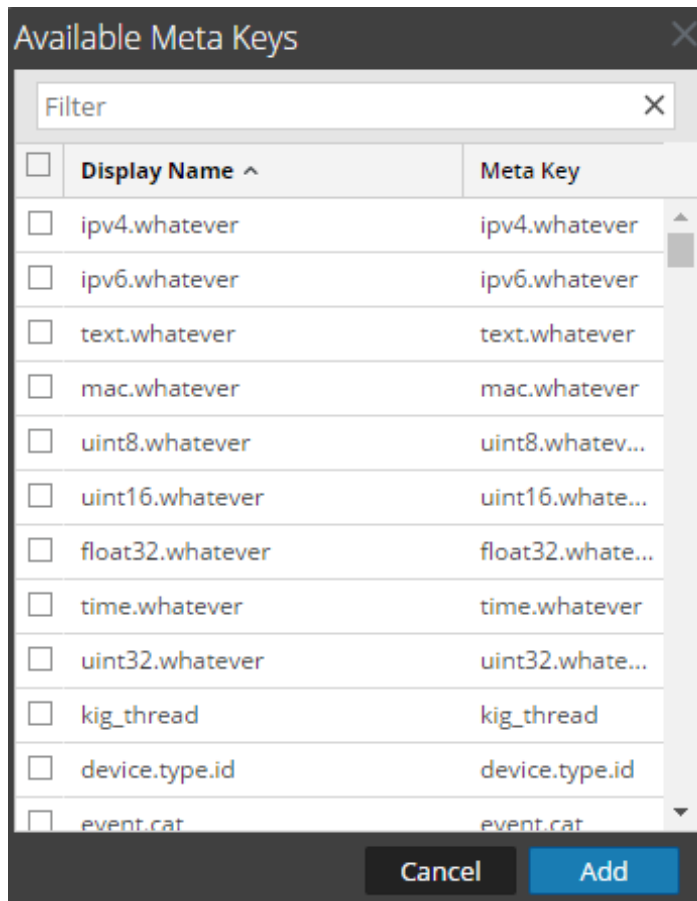 Available Meta Keys
Filter
Display Name Meta Key
ipv4.whatever ipv4.whatever
ipv6.whatever ipv6.whatever
text.whatever text.whatever
mac.whatever mac.whatever
uint8.whatever uint8.whatev...
uint16.whatever uint16.whate...
float32.whatever float32.whate...
time.whatever time.whatever
uint32.whatever uint32.whate...
kig_thread kig_thread
device.type.id device.type.id
event.cat event.cat
Cancel Add